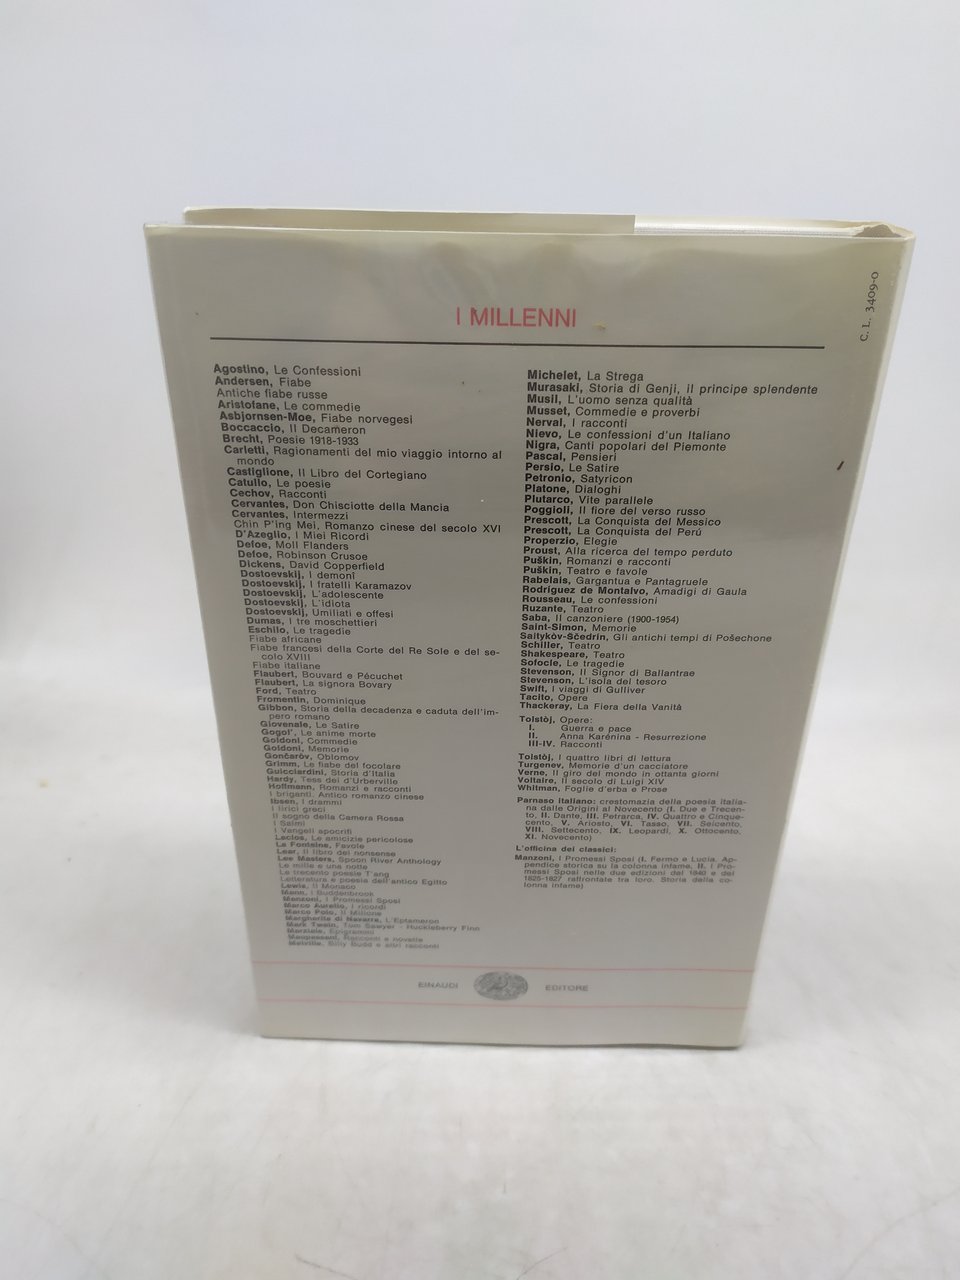 I MILLENNI
C. L. 3409-0
Agostino, Le Confessioni
Andersen, Fiabe
Antiche fiabe russe
Aristofane, Le commedie
Asbjornsen-Moe, Fiabe norvegesi
Boccaccio, Il Decameron
Brecht, Poesie 1918-1933
Carletti, Ragionamenti del mio viaggio intorno al
mondo
Castiglione, Il Libro del Cortegiano
Catullo, Le poesie
Cechov, Racconti
Cervantes, Don Chisciotte della Mancia
Cervantes, Intermezzi
Chin P'ing Mei, Romanzo cinese del secolo XVI
D'Azeglio, I Miei Ricordi
Defoe, Moll Flanders
Defoe, Robinson Crusoe
Dickens, David Copperfield
Dostoevskij, I demonî
Dostoevskij, I fratelli Karamazov
Dostoevskij, L'adolescente
Dostoevskij, L'idiota
Dostoevskij, Umiliati e offesi
Dumas, I tre moschettieri
Eschilo, Le tragedie
Fiabe africane
Fiabe francesi della Corte del Re Sole e del se-
colo XVIII
Fiabe italiane
Flaubert, Bouvard e Pécuchet
Flaubert, La signora Bovary
Ford, Teatro
Fromentin, Dominique
Gibbon, Storia della decadenza e caduta dell'im-
pero romano
Giovenale, Le Satire
Gogol', Le anime morte
Goldoni, Commedie
Goldoni, Memorie
Gončaròv, Oblomov
Grimm, Le fiabe del focolare
Guicciardini, Storia d'Italia
Hardy, Tess dei d'Urberville
Hoffmann, Romanzi e racconti
I briganti. Antico romanzo cinese
Ibsen, I drammi
I lirici greci
Il sogno della Camera Rossa
I Salmi
I Vangeli apocrifi
Laclos, Le amicizie pericolose
La Fontaine, Favole
Lear, Il libro dei nonsense
Lee Masters, Spoon River Anthology
Le mille e una notte
Le trecento poesie T'ang
Letteratura e poesia dell'antico Egitto
Lewis, Il Monaco
Mann, I Buddenbrook
Manzoni, I Promessi Sposi
Marco Aurelio, I ricordi
Marco Polo, Il Milione
Margherita di Navarra, L'Eptameron
Mark Twain, Tom Sawyer - Huckleberry Finn
Marziale, Epigrammi
Maupassant, Racconti e novelle
Melville, Billy Budd e altri racconti
Michelet, La Strega
Murasaki, Storia di Genji, il principe splendente
Musil, L'uomo senza qualità
Musset, Commedie e proverbi
Nerval, I racconti
Nievo, Le confessioni d'un Italiano
Nigra, Canti popolari del Piemonte
Pascal, Pensieri
Persio, Le Satire
Petronio, Satyricon
Platone, Dialoghi
Plutarco, Vite parallele
Poggioli, Il fiore del verso russo
Prescott, La Conquista del Messico
Prescott, La Conquista del Perú
Properzio, Elegie
Proust, Alla ricerca del tempo perduto
Puškin, Romanzi e racconti
Puškin, Teatro e favole
Rabelais, Gargantua e Pantagruele
Rodríguez de Montalvo, Amadigi di Gaula
Rousseau, Le confessioni
Ruzante, Teatro
Saba, Il canzoniere (1900-1954)
Saint-Simon, Memorie
Saltykòv-Sčedrin, Gli antichi tempi di Pošechone
Schiller, Teatro
Shakespeare, Teatro
Sofocle, Le tragedie
Stevenson, Il Signor di Ballantrae
Stevenson, L'isola del tesoro
Swift, I viaggi di Gulliver
Tacito, Opere
Thackeray, La Fiera della Vanità
Tolstòj, Opere:
I. Guerra e pace
II. Anna Karénina - Resurrezione
III-IV. Racconti
Tolstòj, I quattro libri di lettura
Turgenev, Memorie d'un cacciatore
Verne, Il giro del mondo in ottanta giorni
Voltaire, Il secolo di Luigi XIV
Whitman, Foglie d'erba e Prose
Parnaso italiano: crestomazia della poesia italia-
na dalle Origini al Novecento (I. Due e Trecen-
to, II. Dante, III. Petrarca, IV. Quattro e Cinque-
cento, V. Ariosto, VI. Tasso, VII. Seicento,
VIII. Settecento, IX. Leopardi, X. Ottocento,
XI. Novecento)
L'officina dei classici:
Manzoni, I Promessi Sposi (I. Fermo e Lucia. Ap-
pendice storica su la colonna infame, II. I Pro-
messi Sposi nelle due edizioni del 1840 e del
1825-1827 raffrontate tra loro. Storia della co-
lonna infame)
EINAUDI EDITORE